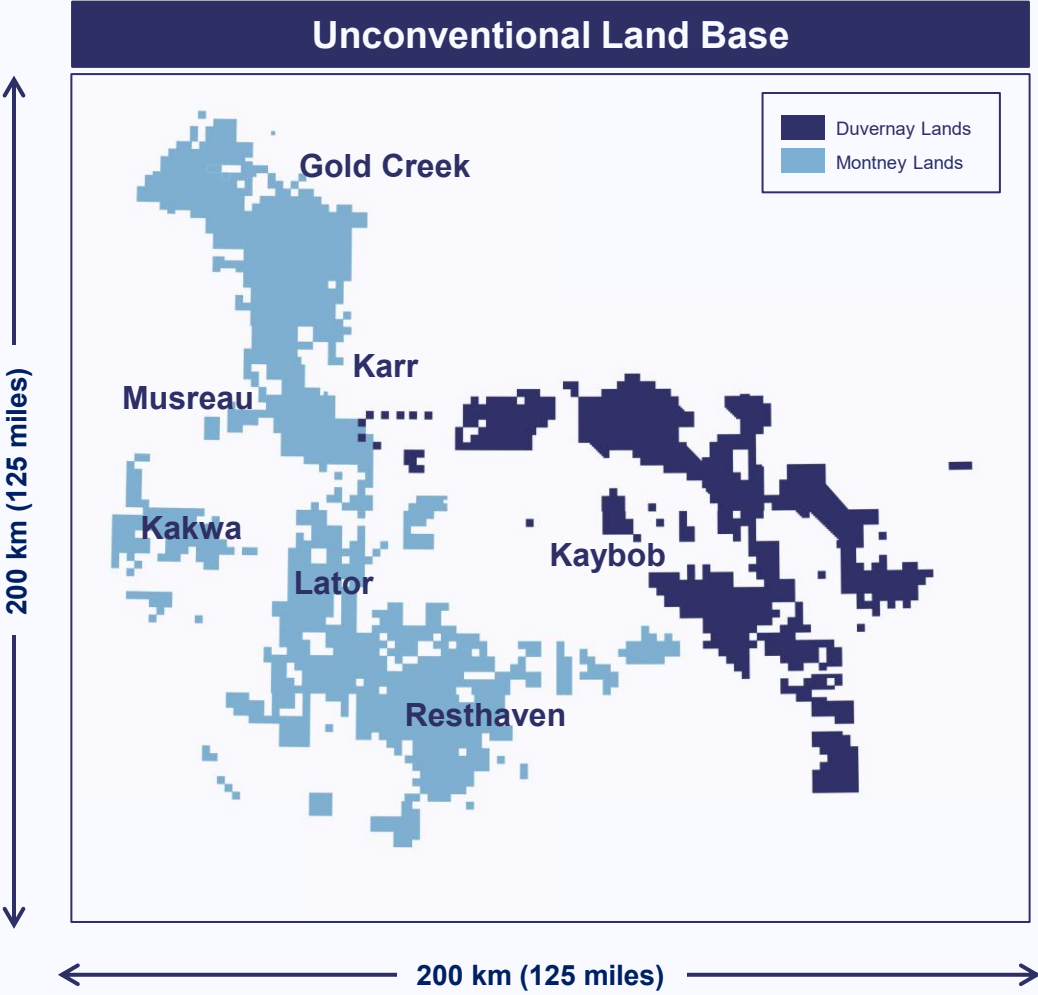 Unconventional Land Base
Duvernay Lands
Montney Lands
Gold Creek
Karr
Musreau
Kakwa
Kaybob
Lator
Resthaven
200 km (125 miles)
200 km (125 miles)